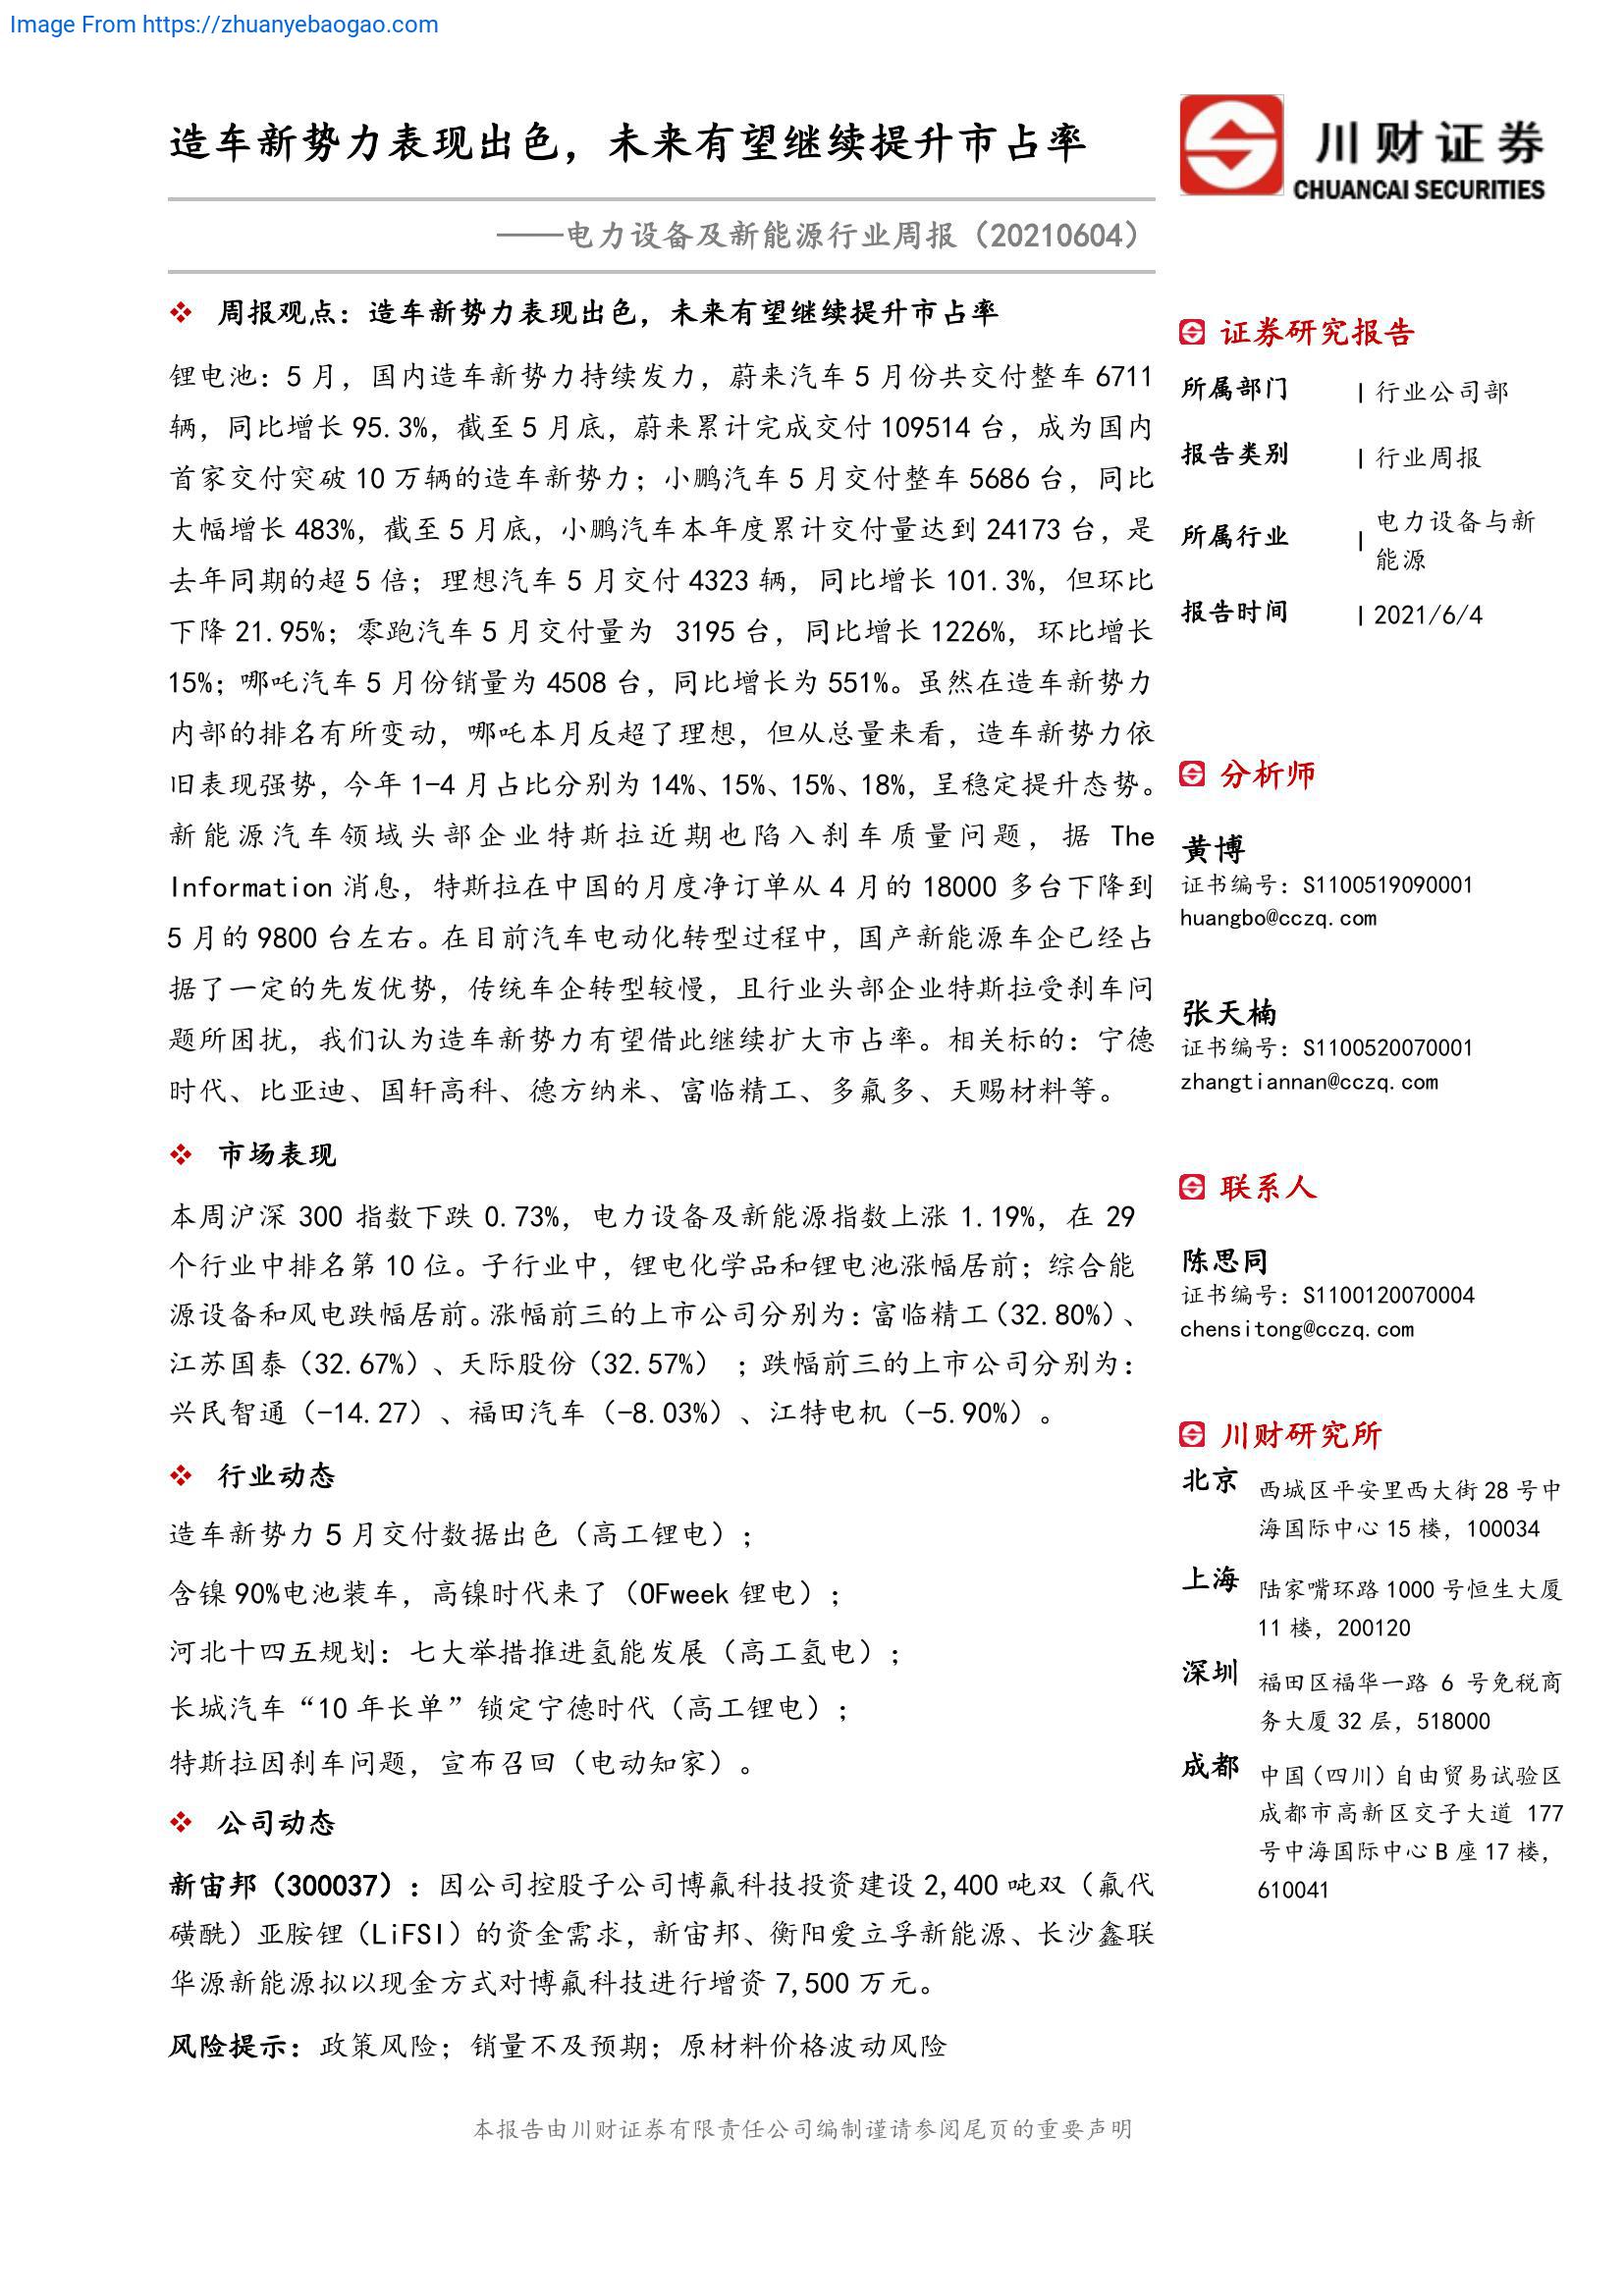 Image From https://zhuanyebaogao.com
造车新势力表现出色，未来有望继续提升市占率
川财证券
CHUANCAI SECURITIES
——电力设备及新能源行业周报（20210604）
❖ 周报观点：造车新势力表现出色，未来有望继续提升市占率
锂电池：5 月，国内造车新势力持续发力，蔚来汽车 5 月份共交付整车 6711
辆，同比增长 95.3%，截至 5 月底，蔚来累计完成交付 109514 台，成为国内
首家交付突破 10 万辆的造车新势力；小鹏汽车 5 月交付整车 5686 台，同比
大幅增长 483%，截至 5 月底，小鹏汽车本年度累计交付量达到 24173 台，是
去年同期的超 5 倍；理想汽车 5 月交付 4323 辆，同比增长 101.3%，但环比
下降 21.95%；零跑汽车 5 月交付量为 3195 台，同比增长 1226%，环比增长
15%；哪吒汽车 5 月份销量为 4508 台，同比增长为 551%。虽然在造车新势力
内部的排名有所变动，哪吒本月反超了理想，但从总量来看，造车新势力依
旧表现强势，今年 1-4 月占比分别为 14%、15%、15%、18%，呈稳定提升态势。
新能源汽车领域头部企业特斯拉近期也陷入刹车质量问题，据 The
Information 消息，特斯拉在中国的月度净订单从 4 月的 18000 多台下降到
5 月的 9800 台左右。在目前汽车电动化转型过程中，国产新能源车企已经占
据了一定的先发优势，传统车企转型较慢，且行业头部企业特斯拉受刹车问
题所困扰，我们认为造车新势力有望借此继续扩大市占率。相关标的：宁德
时代、比亚迪、国轩高科、德方纳米、富临精工、多氟多、天赐材料等。
❖ 市场表现
本周沪深 300 指数下跌 0.73%，电力设备及新能源指数上涨 1.19%，在 29
个行业中排名第 10 位。子行业中，锂电化学品和锂电池涨幅居前；综合能
源设备和风电跌幅居前。涨幅前三的上市公司分别为：富临精工（32.80%）、
江苏国泰（32.67%）、天际股份（32.57%） ；跌幅前三的上市公司分别为：
兴民智通（-14.27）、福田汽车（-8.03%）、江特电机（-5.90%）。
❖ 行业动态
造车新势力 5 月交付数据出色（高工锂电）；
含镍 90%电池装车，高镍时代来了（OFweek 锂电）；
河北十四五规划：七大举措推进氢能发展（高工氢电）；
长城汽车“10 年长单”锁定宁德时代（高工锂电）；
特斯拉因刹车问题，宣布召回（电动知家）。
❖ 公司动态
新宙邦（300037）：因公司控股子公司博氟科技投资建设 2,400 吨双（氟代
磺酰）亚胺锂（LiFSI）的资金需求，新宙邦、衡阳爱立孚新能源、长沙鑫联
华源新能源拟以现金方式对博氟科技进行增资 7,500 万元。
风险提示：政策风险；销量不及预期；原材料价格波动风险
证券研究报告
所属部门 | 行业公司部
报告类别 | 行业周报
所属行业 | 电力设备与新
能源
报告时间 | 2021/6/4
分析师
黄博
证书编号：S1100519090001
huangbo@cczq.com
张天楠
证书编号：S1100520070001
zhangtiannan@cczq.com
联系人
陈思同
证书编号：S1100120070004
chensitong@cczq.com
川财研究所
北京 西城区平安里西大街 28 号中
海国际中心 15 楼，100034
上海 陆家嘴环路 1000 号恒生大厦
11 楼，200120
深圳 福田区福华一路 6 号免税商
务大厦 32 层，518000
成都 中国（四川）自由贸易试验区
成都市高新区交子大道 177
号中海国际中心 B 座 17 楼，
610041
本报告由川财证券有限责任公司编制谨请参阅尾页的重要声明